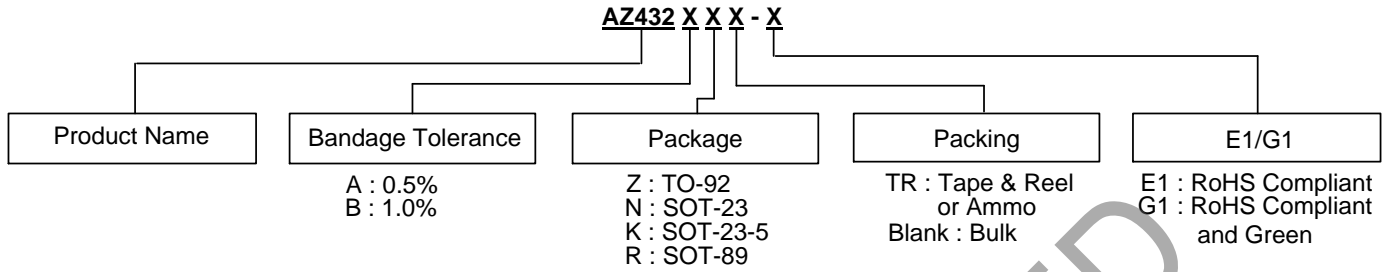 AZ432 X X X - X
Product Name
Bandage Tolerance
A : 0.5%
B : 1.0%
Package
Z : TO-92
N : SOT-23
K : SOT-23-5
R : SOT-89
Packing
TR : Tape & Reel
or Ammo
Blank : Bulk
E1/G1
E1 : RoHS Compliant
G1 : RoHS Compliant
and Green